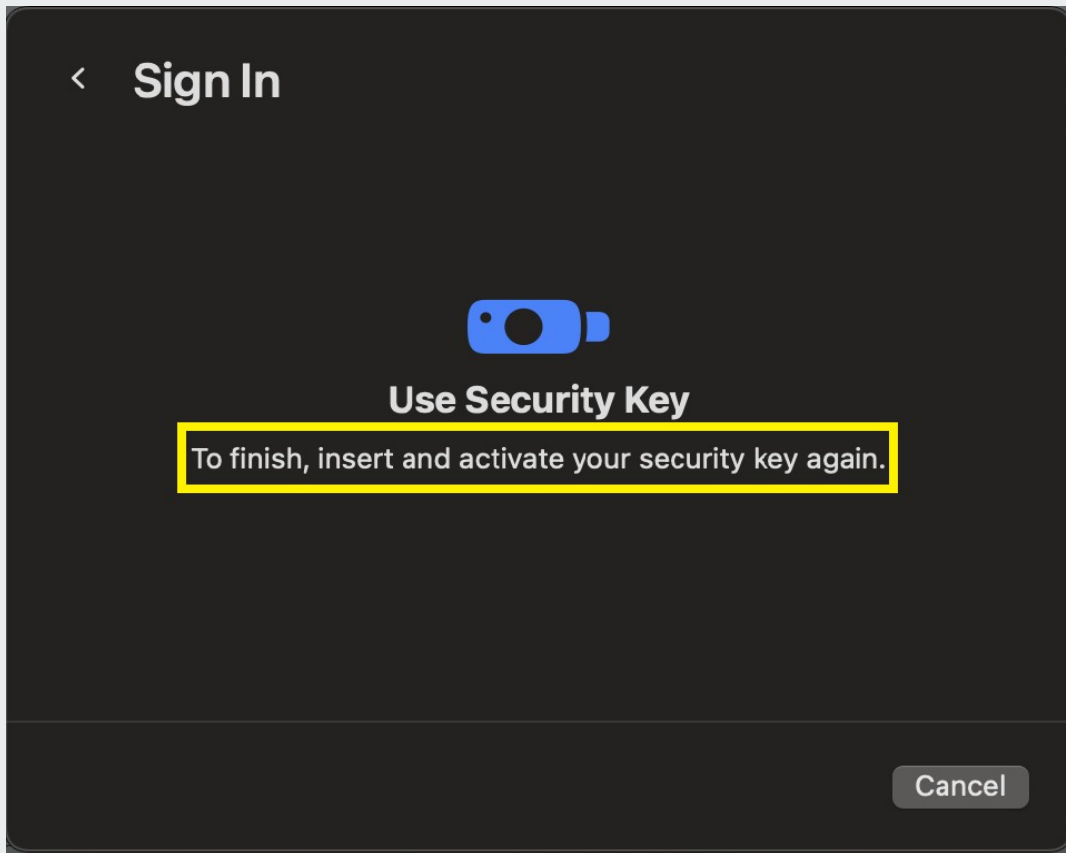 Sign In
Use Security Key
To finish, insert and activate your security key again.
Cancel